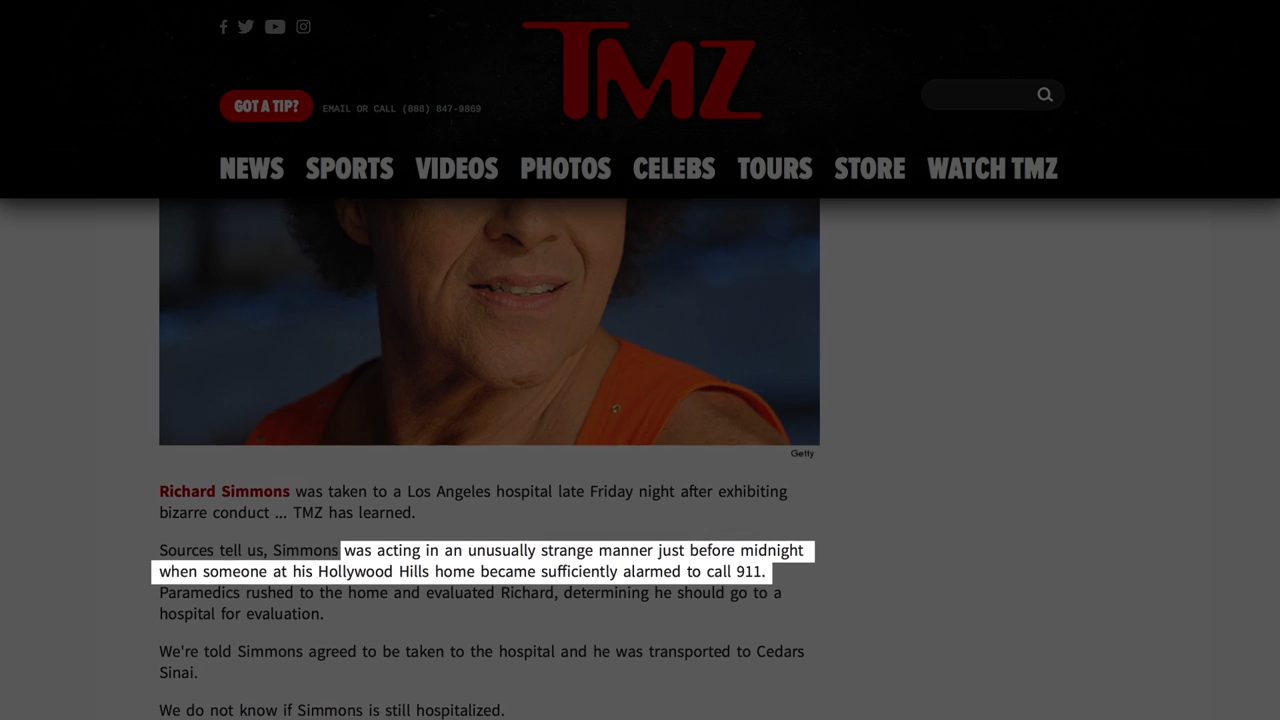 TMZ
GOT A TIP?
EMAIL OR CALL (888) 847-9869
NEWS SPORTS VIDEOS PHOTOS CELEBS TOURS STORE WATCH TMZ
Getty
Richard Simmons was taken to a Los Angeles hospital late Friday night after exhibiting
bizarre conduct ... TMZ has learned.
Sources tell us, Simmons was acting in an unusually strange manner just before midnight
when someone at his Hollywood Hills home became sufficiently alarmed to call 911.
Paramedics rushed to the home and evaluated Richard, determining he should go to a
hospital for evaluation.
We're told Simmons agreed to be taken to the hospital and he was transported to Cedars
Sinai.
We do not know if Simmons is still hospitalized.